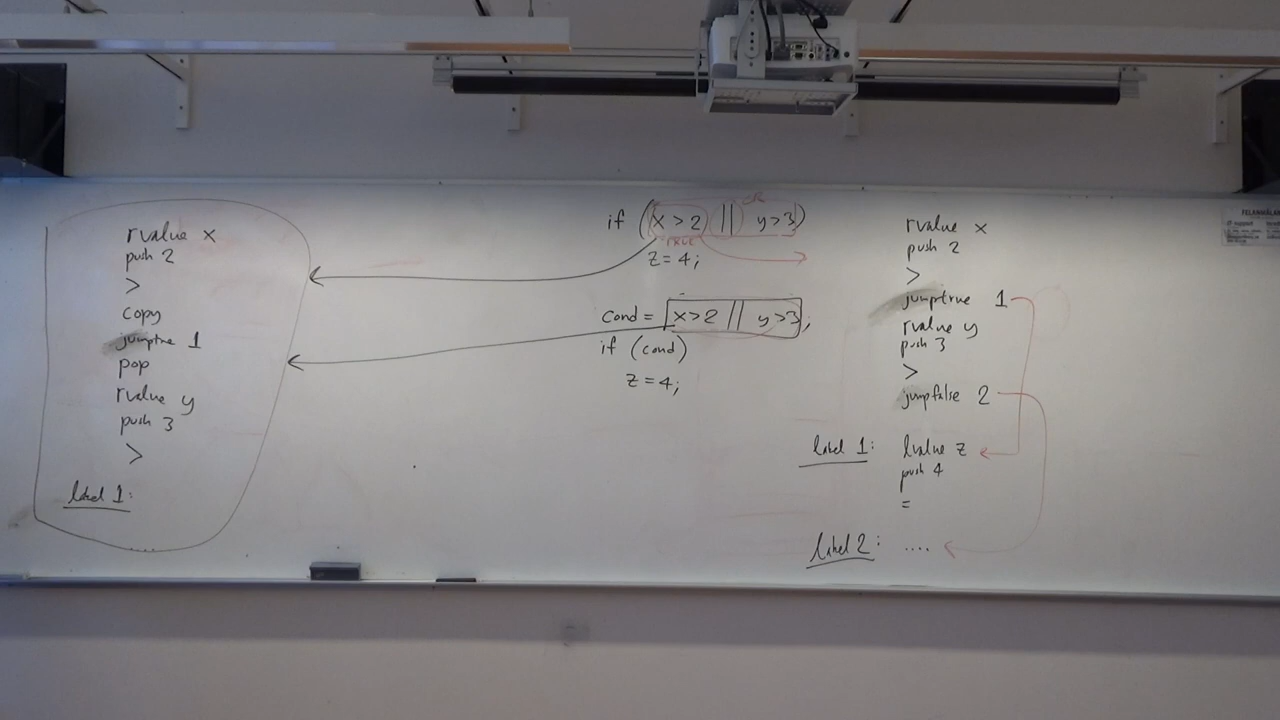 rvalue x
push 2
>
copy
jumptrue 1
pop
rvalue y
push 3
>
label 1:
....
if (x>2 || y>3)
true
z=4;
cond = x>2 || y>3;
if (cond)
z=4;
rvalue x
push 2
>
jumptrue 1
rvalue y
push 3
>
jumpfalse 2
label 1: lvalue z
push 4
=
label 2: ....
FELANMÄLAN